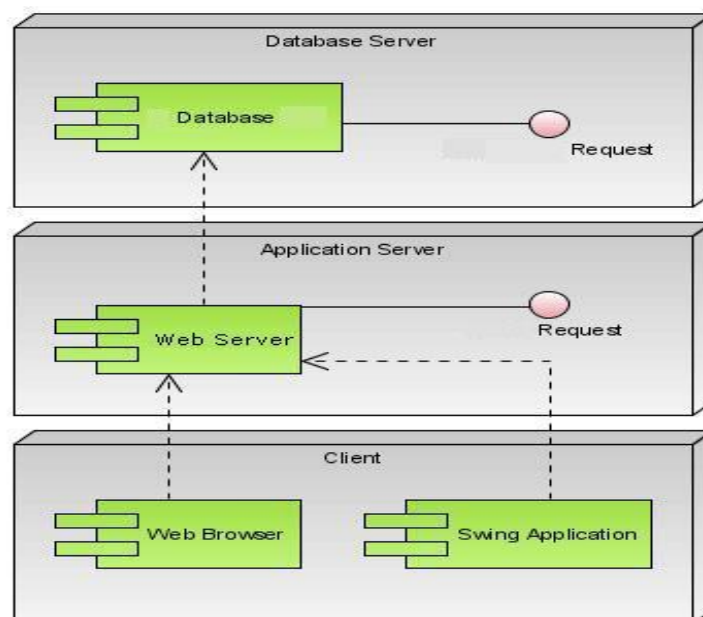 Database Server
Database
Request
Application Server
Web Server
Request
Client
Web Browser
Swing Application